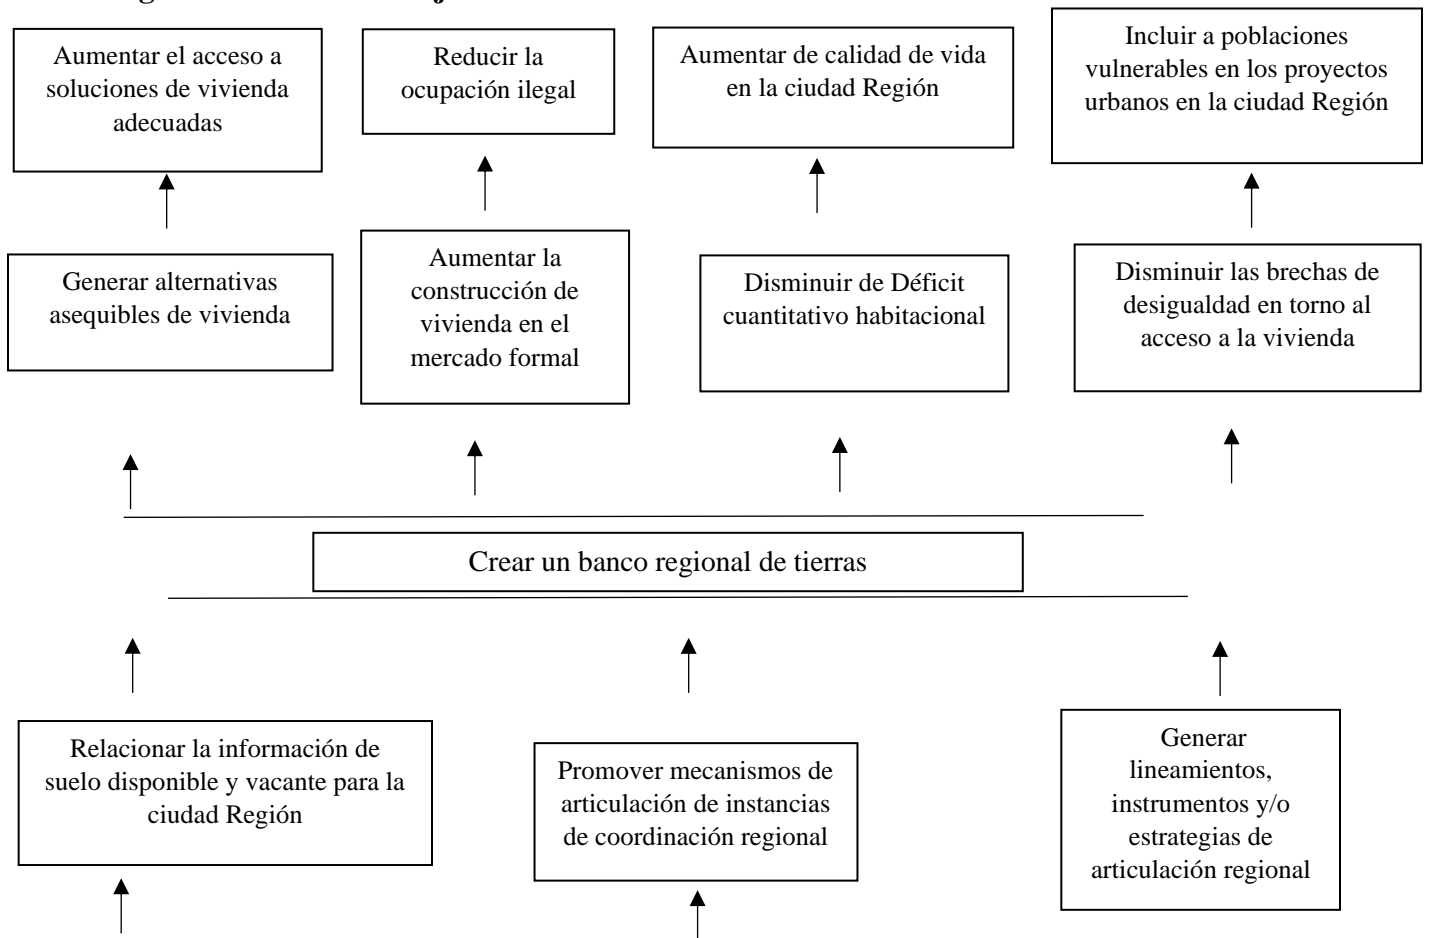 Aumentar el acceso a
soluciones de vivienda
adecuadas
Reducir la
ocupación ilegal
Aumentar de calidad de vida
en la ciudad Región
Incluir a poblaciones
vulnerables en los proyectos
urbanos en la ciudad Región
Generar alternativas
asequibles de vivienda
Aumentar la
construcción de
vivienda en el
mercado formal
Disminuir de Déficit
cuantitativo habitacional
Disminuir las brechas de
desigualdad en torno al
acceso a la vivienda
Crear un banco regional de tierras
Relacionar la información de
suelo disponible y vacante para la
ciudad Región
Promover mecanismos de
articulación de instancias
de coordinación regional
Generar
lineamientos,
instrumentos y/o
estrategias de
articulación regional